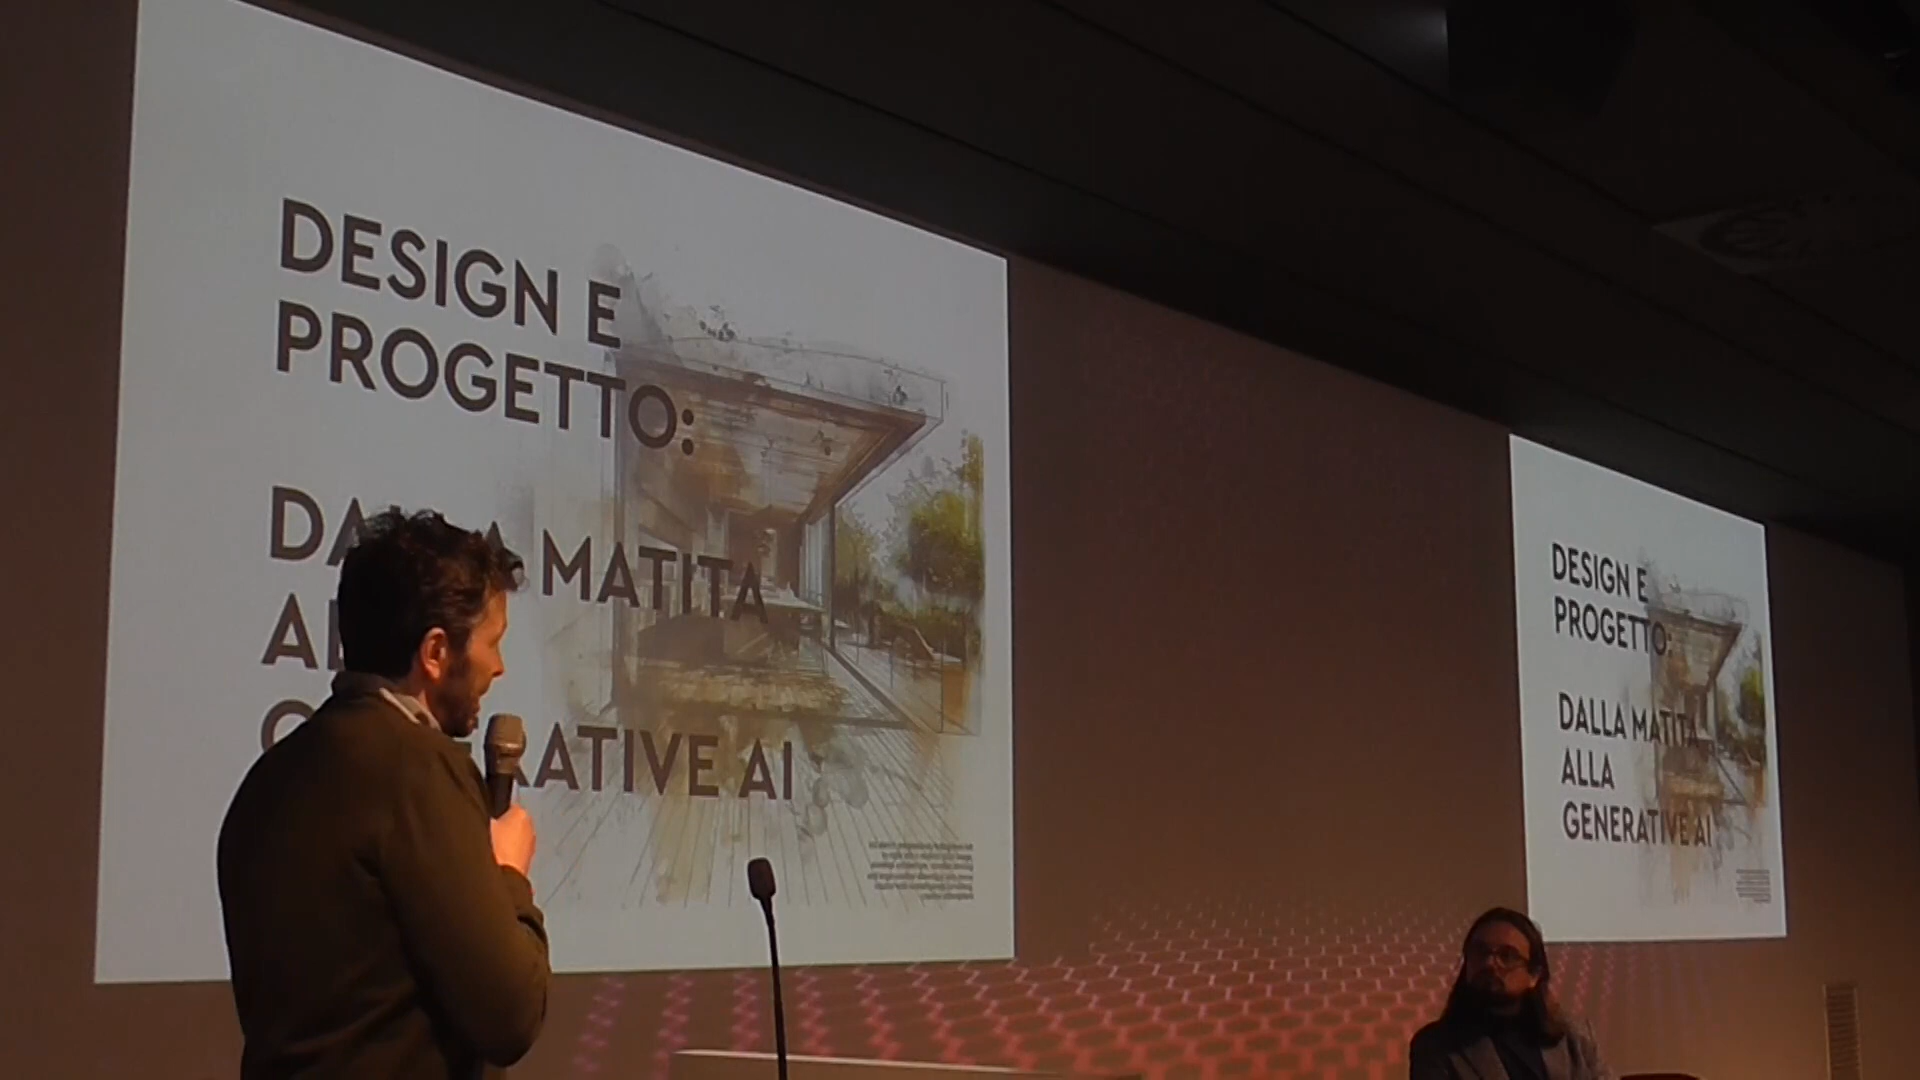 DESIGN E
PROGETTO:
DALLA MATITA
ALLA
GENERATIVE AI
DESIGN E
PROGETTO:
DALLA MATITA
ALLA
GENERATIVE AI